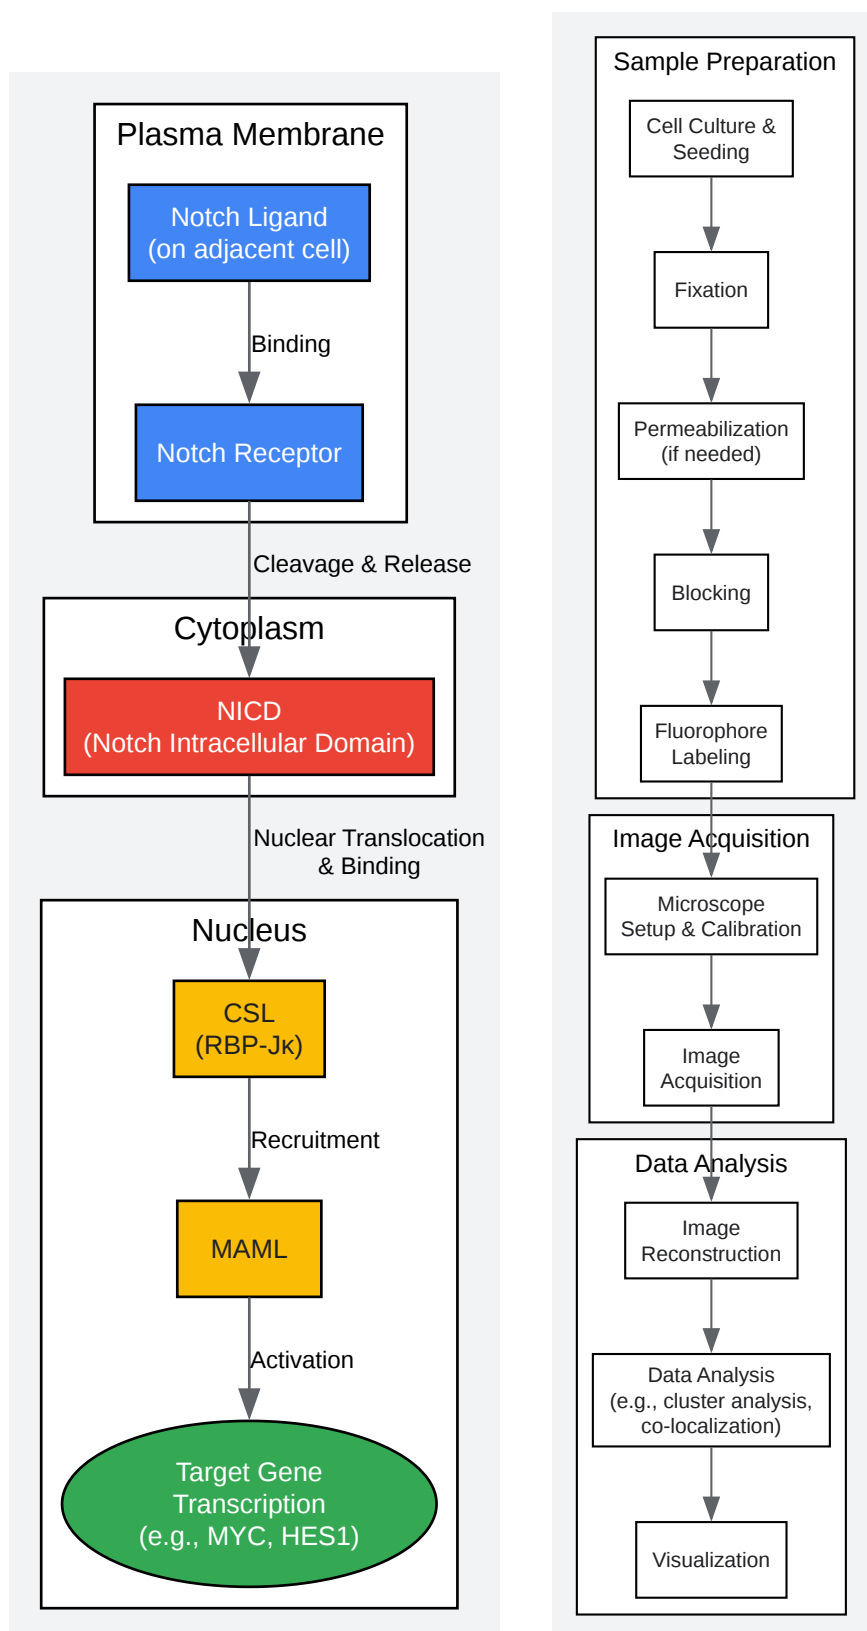 Plasma Membrane
Notch Ligand
(on adjacent cell)
Binding
Notch Receptor
Cleavage & Release
Cytoplasm
NICD
(Notch Intracellular Domain)
Nuclear Translocation
& Binding
Nucleus
CSL
(RBP-Jκ)
Recruitment
MAML
Activation
Target Gene
Transcription
(e.g., MYC, HES1)
Sample Preparation
Cell Culture &
Seeding
Fixation
Permeabilization
(if needed)
Blocking
Fluorophore
Labeling
Image Acquisition
Microscope
Setup & Calibration
Image
Acquisition
Data Analysis
Image
Reconstruction
Data Analysis
(e.g., cluster analysis,
co-localization)
Visualization